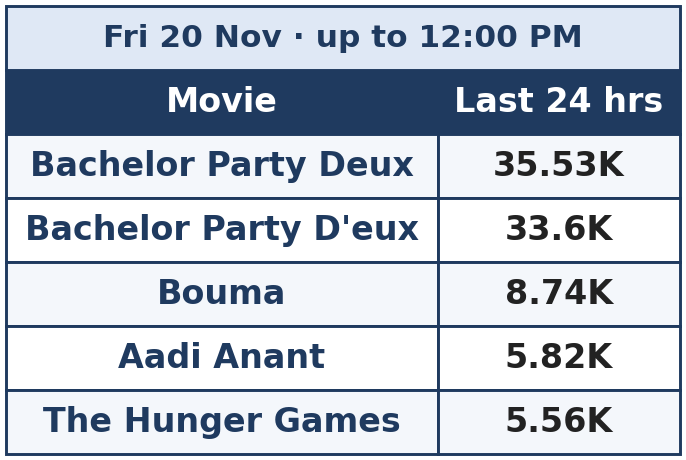 Fri 20 Nov · up to 12:00 PM
Movie Last 24 hrs
Bachelor Party Deux 35.53K
Bachelor Party D'eux 33.6K
Bouma 8.74K
Aadi Anant 5.82K
The Hunger Games 5.56K